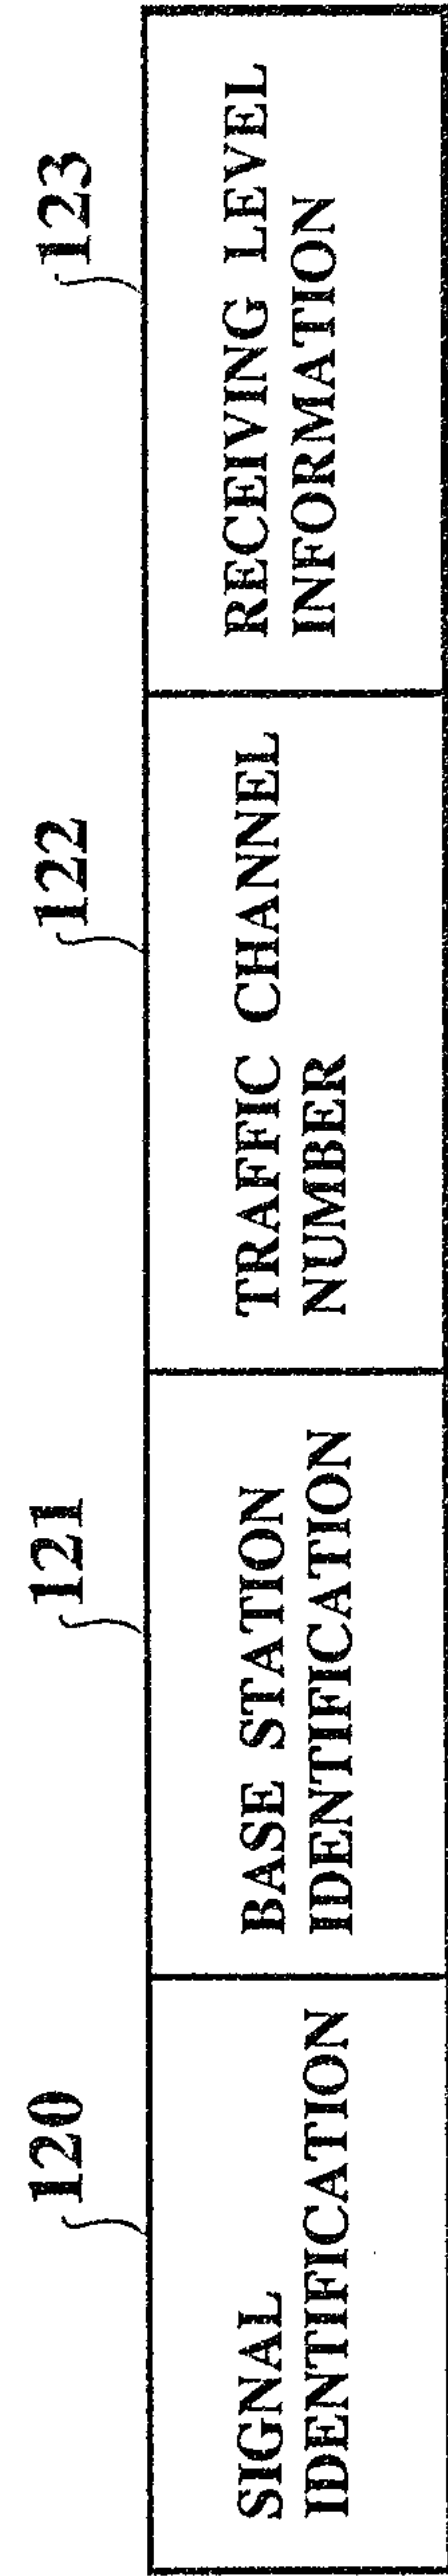 120
SIGNAL
IDENTIFICATION
121
BASE STATION
IDENTIFICATION
122
TRAFFIC CHANNEL
NUMBER
123
RECEIVING LEVEL
INFORMATION